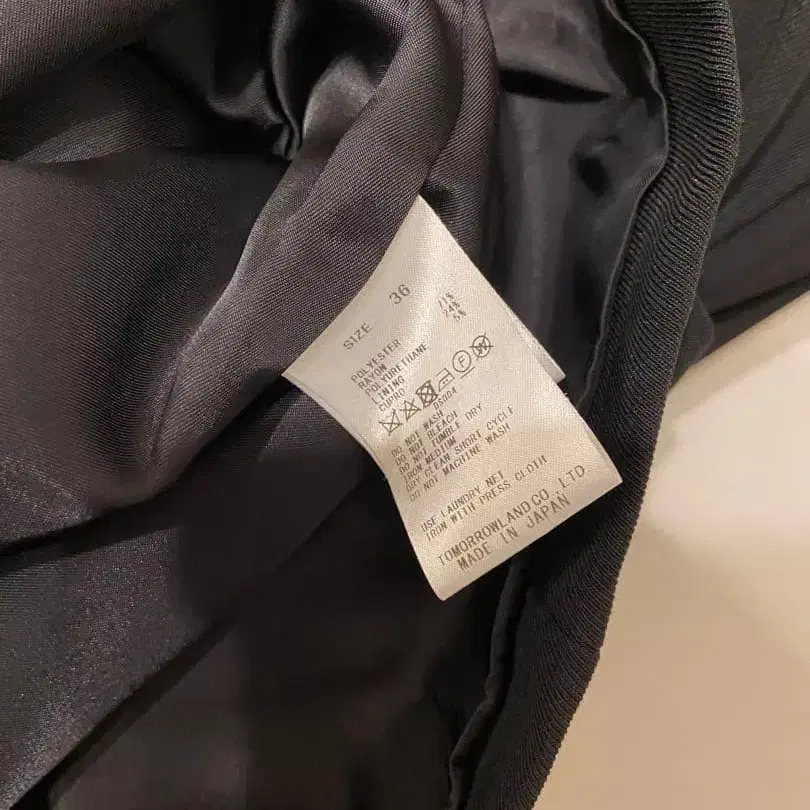 SIZE 36
POLYESTER 71%
RAYON 24%
POLYURETHANE 5%
LINING
CUPRO
F W
DS004
DO NOT WASH
DO NOT BLEACH
DO NOT TUMBLE DRY
IRON MEDIUM
DRY CLEAN SHORT CYCLE
DO NOT MACHINE WASH
USE LAUNDRY NET
IRON WITH PRESS CLOTH
TOMORROWLAND CO., LTD.
MADE IN JAPAN